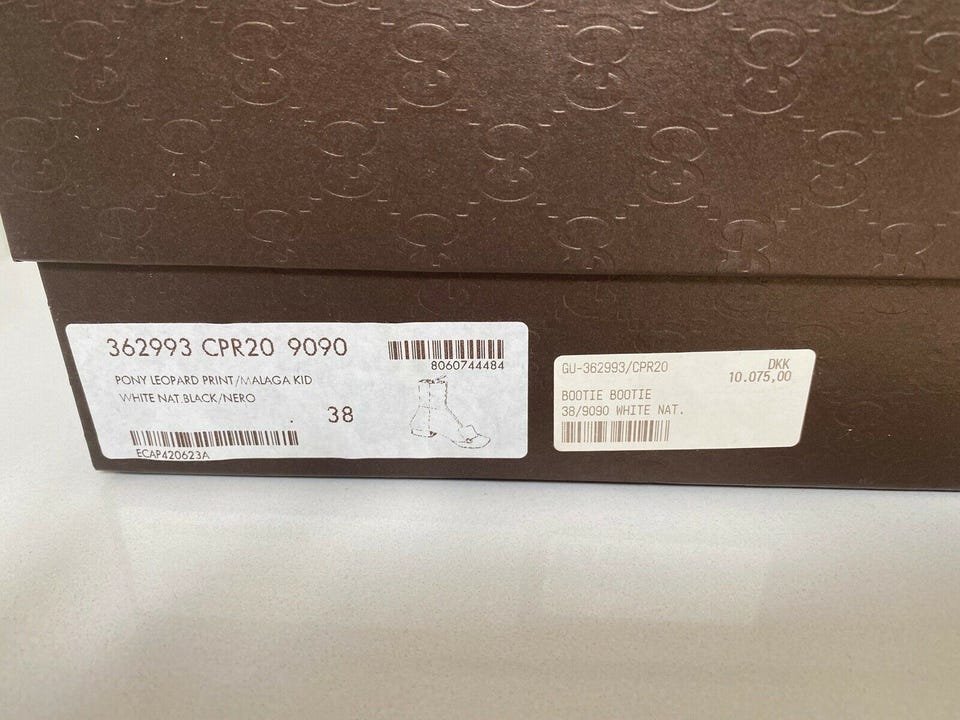 362993 CPR20 9090
8060744484
PONY LEOPARD PRINT/MALAGA KID
WHITE NAT.BLACK/NERO
38
ECAP420623A
GU-362993/CPR20 DKK
10.075,00
BOOTIE BOOTIE
38/9090 WHITE NAT.